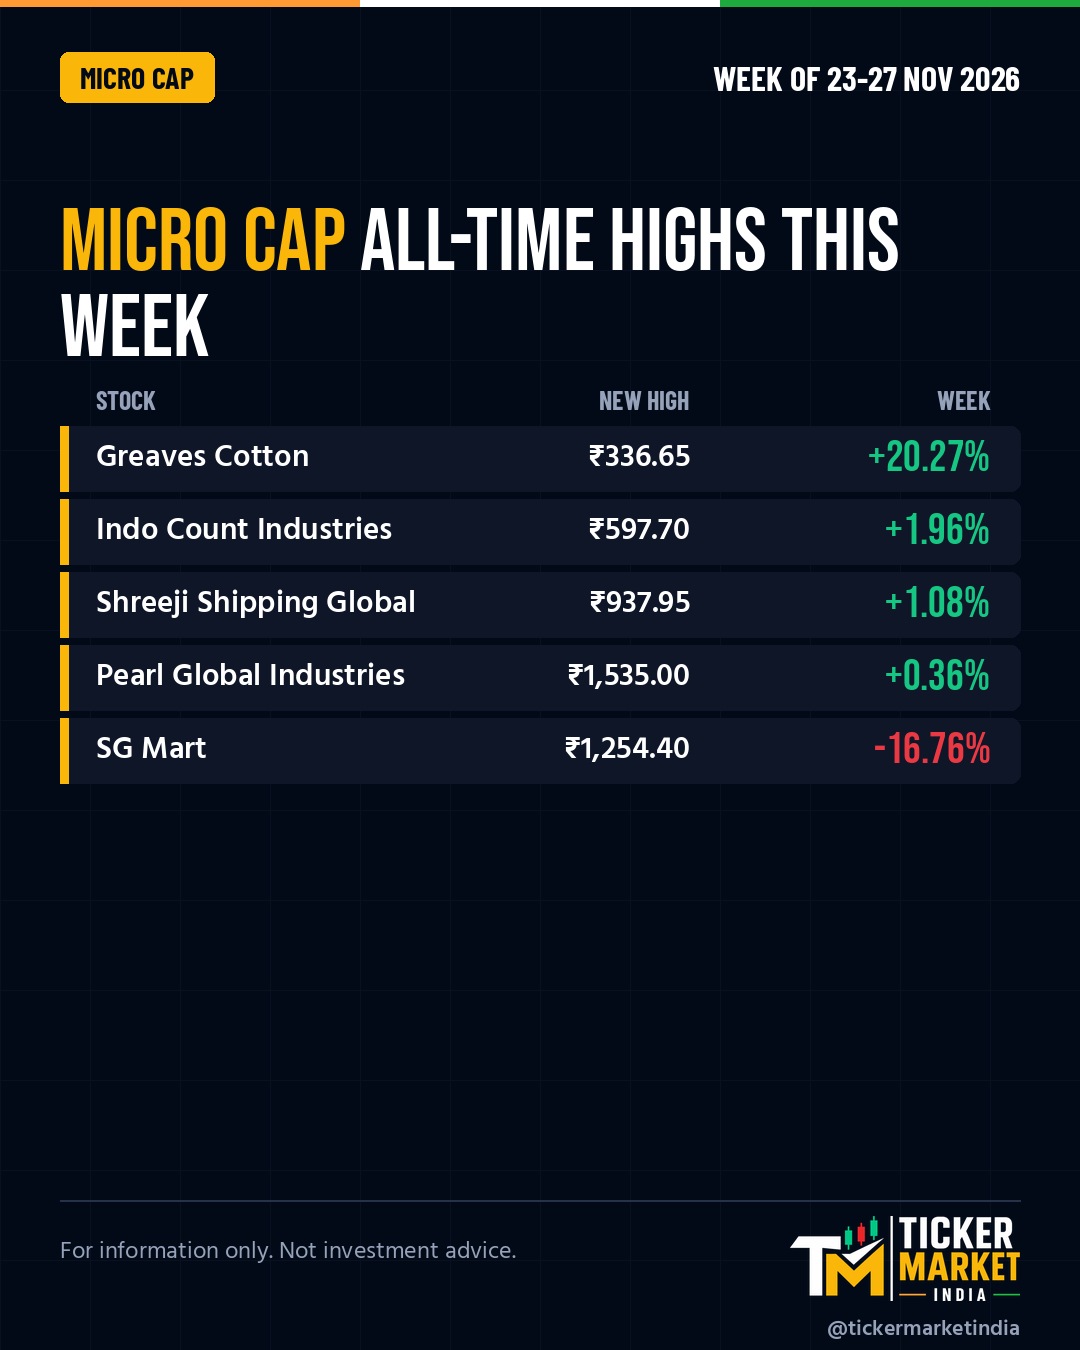 MICRO CAP
WEEK OF 23-27 NOV 2026
MICRO CAP ALL-TIME HIGHS THIS
WEEK
STOCK NEW HIGH WEEK
Greaves Cotton ₹336.65 +20.27%
Indo Count Industries ₹597.70 +1.96%
Shreeji Shipping Global ₹937.95 +1.08%
Pearl Global Industries ₹1,535.00 +0.36%
SG Mart ₹1,254.40 -16.76%
For information only. Not investment advice.
TM
TICKER
MARKET
INDIA
@tickermarketindia